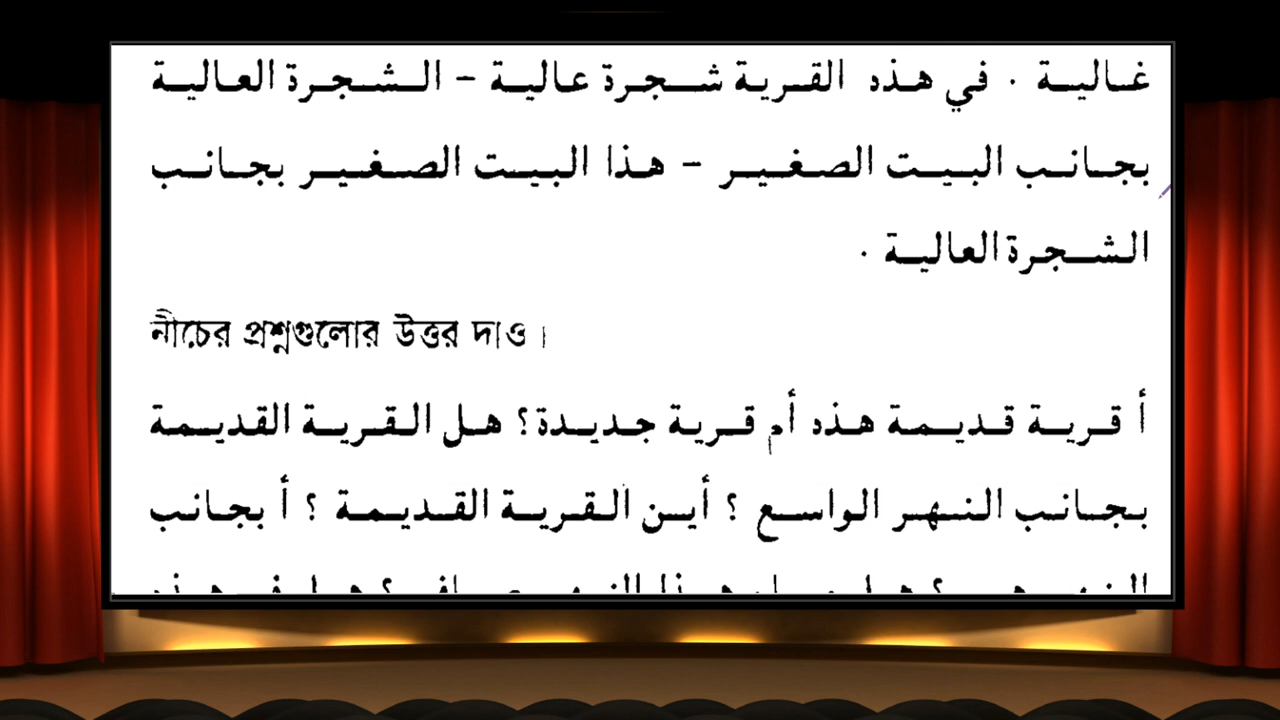 غالية . في هذه القرية شجرة عالية – الشجرة العالية
بجانب البيت الصغير – هذا البيت الصغير بجانب
الشجرة العالية .
নীচের প্রশ্নগুলোর উত্তর দাও।
أ قرية قديمة هذه أم قرية جديدة؟ هل القرية القديمة
بجانب النهر الواسع ؟ أين القرية القديمة ؟ أ بجانب